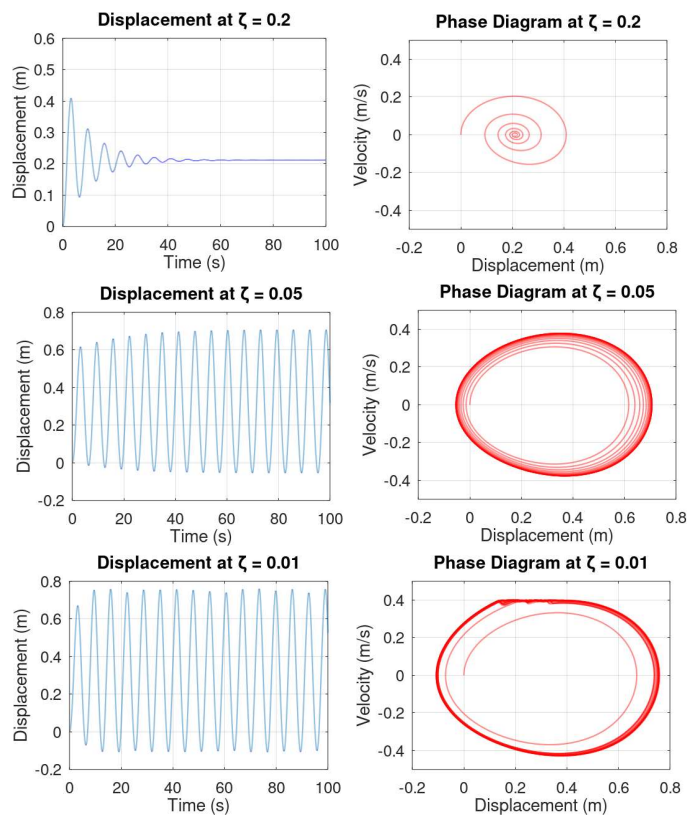 Displacement at ζ = 0.2
0.6
0.5
0.4
0.3
0.2
0.1
0
0 20 40 60 80 100
Displacement (m)
Time (s)
Phase Diagram at ζ = 0.2
0.4
0.2
0
-0.2
-0.4
-0.2 0 0.2 0.4 0.6 0.8
Velocity (m/s)
Displacement (m)
Displacement at ζ = 0.05
0.8
0.6
0.4
0.2
0
-0.2
0 20 40 60 80 100
Displacement (m)
Time (s)
Phase Diagram at ζ = 0.05
0.4
0.2
0
-0.2
-0.4
-0.2 0 0.2 0.4 0.6 0.8
Velocity (m/s)
Displacement (m)
Displacement at ζ = 0.01
0.8
0.6
0.4
0.2
0
-0.2
0 20 40 60 80 100
Displacement (m)
Time (s)
Phase Diagram at ζ = 0.01
0.4
0.2
0
-0.2
-0.4
-0.2 0 0.2 0.4 0.6 0.8
Velocity (m/s)
Displacement (m)